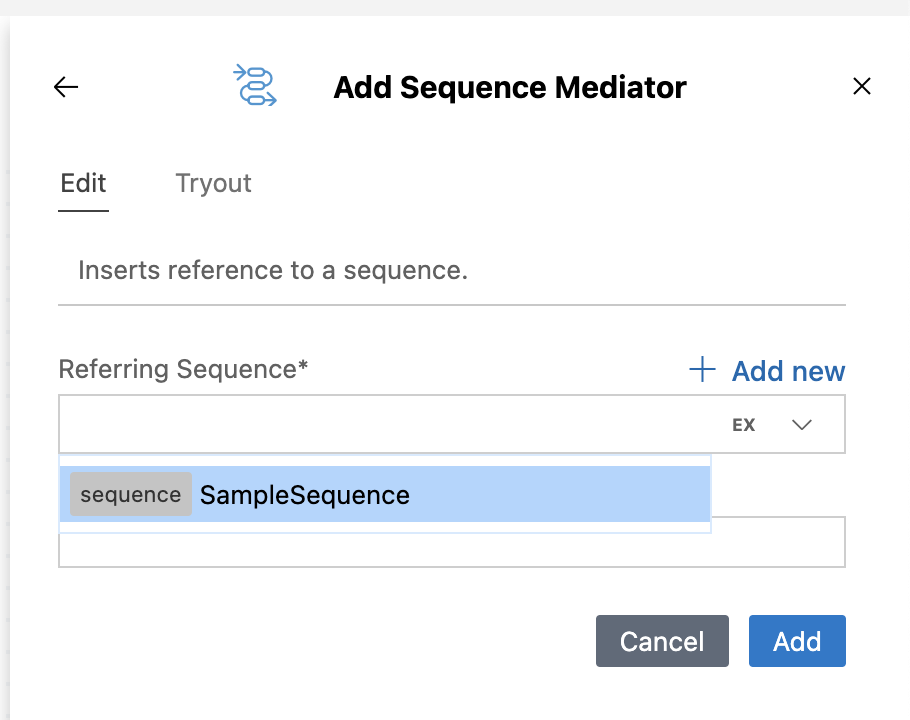 Add Sequence Mediator
Edit Tryout
Inserts reference to a sequence.
Referring Sequence* + Add new
EX
sequence SampleSequence
Cancel Add